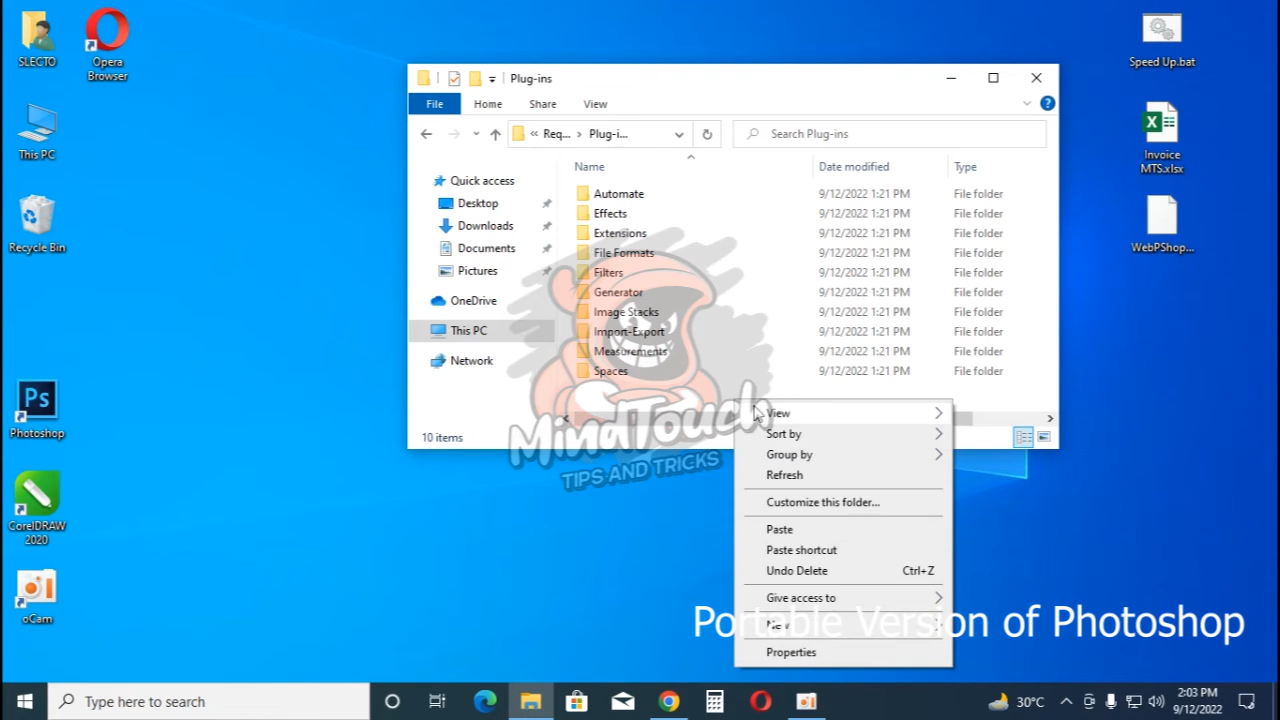 SLECTO
Opera
Browser
This PC
Recycle Bin
Ps
Photoshop
CorelDRAW
2020
oCam
Speed Up.bat
Invoice
MTS.xlsx
WebPShop...
Plug-ins
File
Home
Share
View
« Req... > Plug-i...
Search Plug-ins
Name
Date modified
Type
Quick access
Desktop
Downloads
Documents
Pictures
OneDrive
This PC
Network
Automate 9/12/2022 1:21 PM File folder
Effects 9/12/2022 1:21 PM File folder
Extensions 9/12/2022 1:21 PM File folder
File Formats 9/12/2022 1:21 PM File folder
Filters 9/12/2022 1:21 PM File folder
Generator 9/12/2022 1:21 PM File folder
Image Stacks 9/12/2022 1:21 PM File folder
Import-Export 9/12/2022 1:21 PM File folder
Measurements 9/12/2022 1:21 PM File folder
Spaces 9/12/2022 1:21 PM File folder
10 items
MindTouch
TIPS AND TRICKS
View
Sort by
Group by
Refresh
Customize this folder...
Paste
Paste shortcut
Undo Delete Ctrl+Z
Give access to
New
Properties
Portable Version of Photoshop
Type here to search
30°C
2:03 PM
9/12/2022